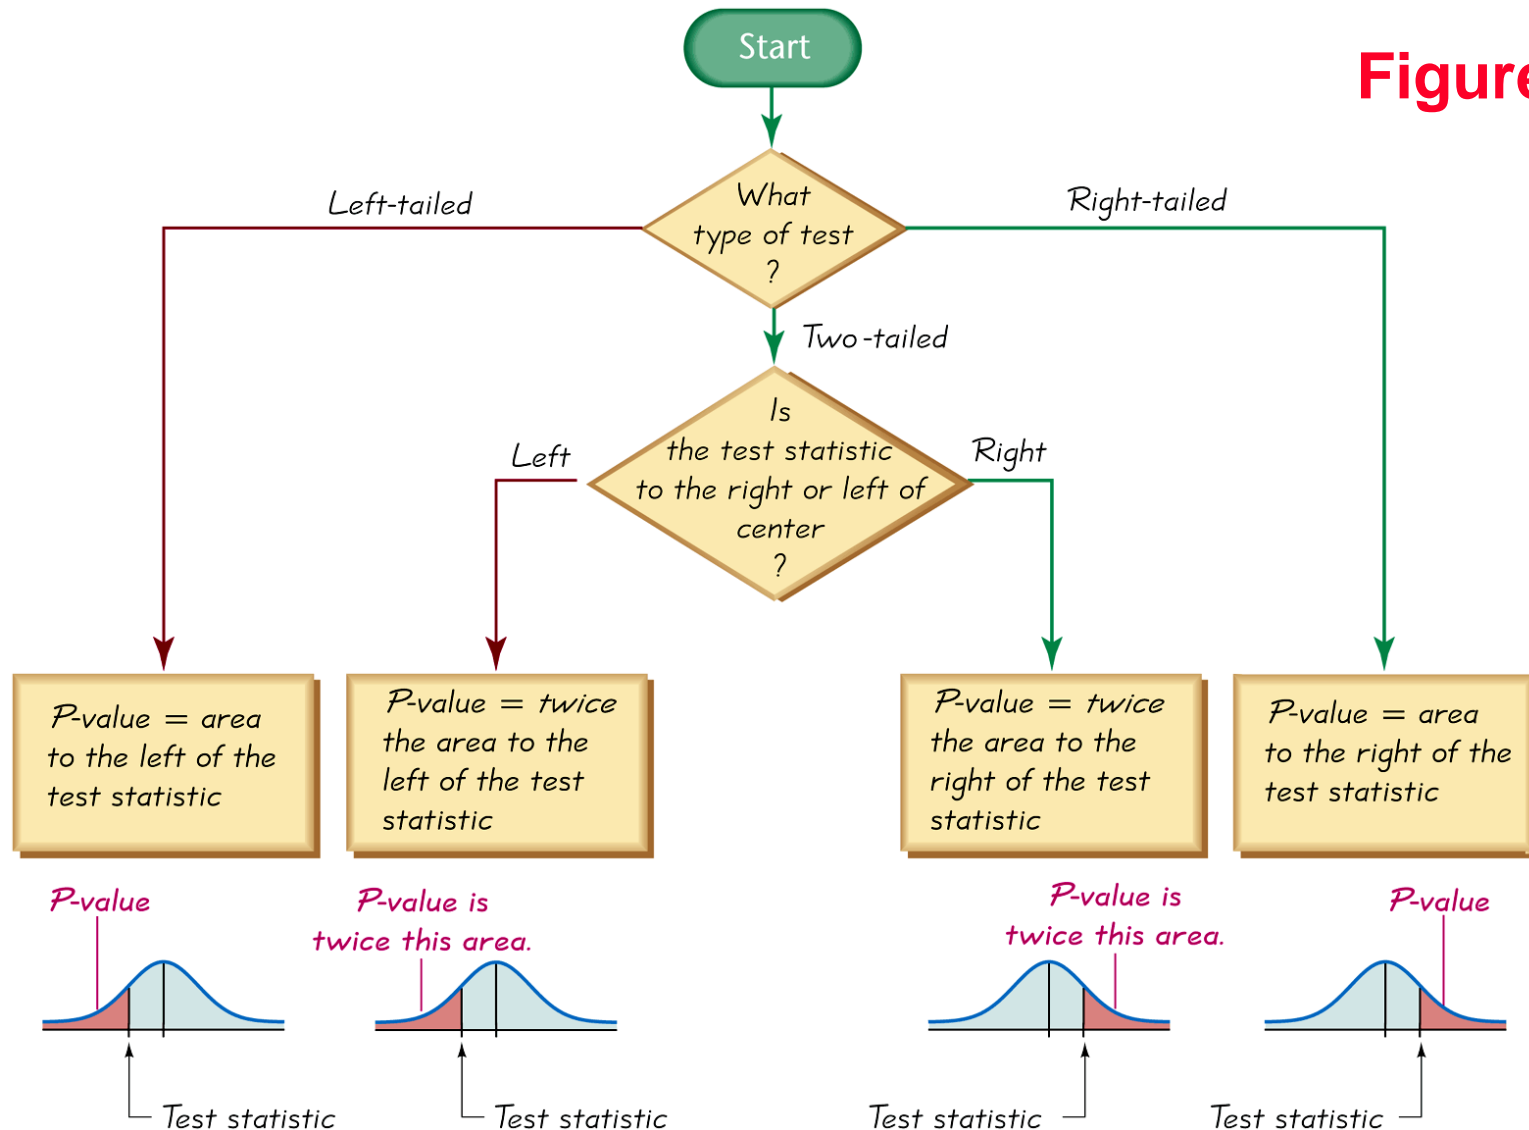 Start
Figure
Left-tailed
What
type of test
?
Right-tailed
Two-tailed
Is
the test statistic
to the right or left of
center
?
Left
Right
P-value = area
to the left of the
test statistic
P-value = twice
the area to the
left of the test
statistic
P-value = twice
the area to the
right of the test
statistic
P-value = area
to the right of the
test statistic
P-value
P-value is
twice this area.
P-value is
twice this area.
P-value
Test statistic
Test statistic
Test statistic
Test statistic